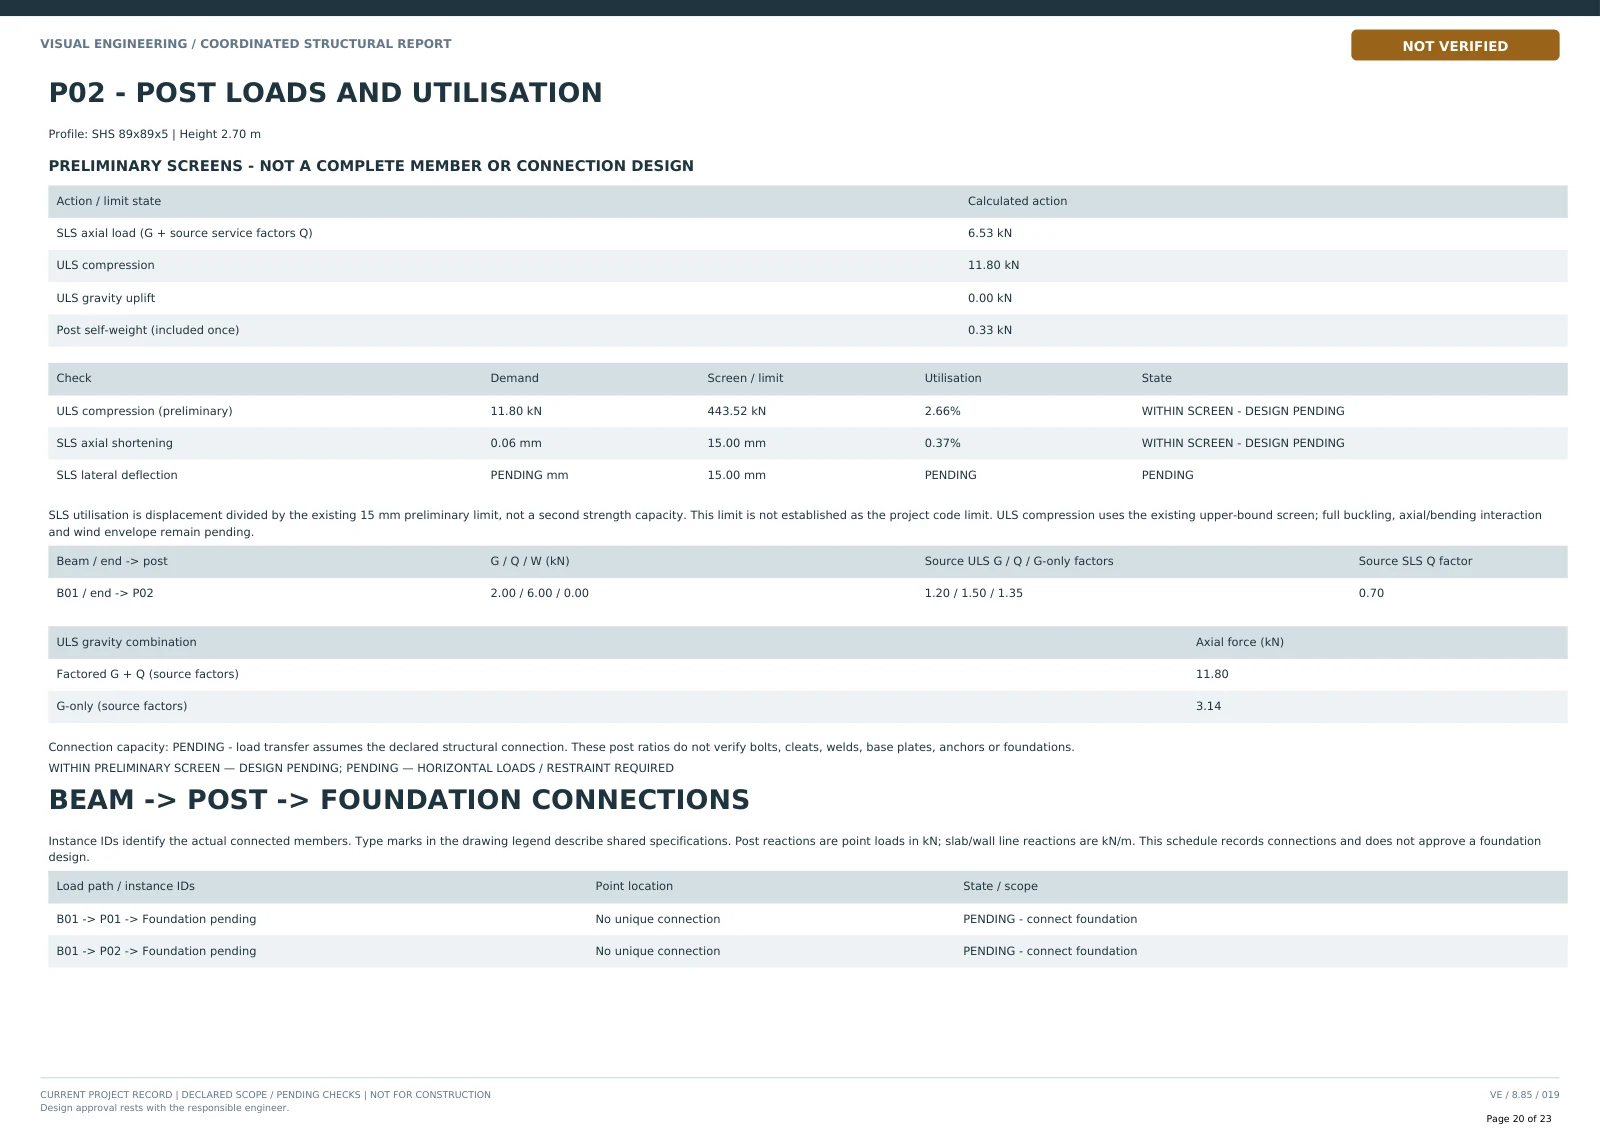 VISUAL ENGINEERING / COORDINATED STRUCTURAL REPORT
NOT VERIFIED
P02 - POST LOADS AND UTILISATION
Profile: SHS 89x89x5 | Height 2.70 m
PRELIMINARY SCREENS - NOT A COMPLETE MEMBER OR CONNECTION DESIGN
Action / limit state Calculated action
SLS axial load (G + source service factors Q) 6.53 kN
ULS compression 11.80 kN
ULS gravity uplift 0.00 kN
Post self-weight (included once) 0.33 kN
Check Demand Screen / limit Utilisation State
ULS compression (preliminary) 11.80 kN 443.52 kN 2.66% WITHIN SCREEN - DESIGN PENDING
SLS axial shortening 0.06 mm 15.00 mm 0.37% WITHIN SCREEN - DESIGN PENDING
SLS lateral deflection PENDING mm 15.00 mm PENDING PENDING
SLS utilisation is displacement divided by the existing 15 mm preliminary limit, not a second strength capacity. This limit is not established as the project code limit. ULS compression uses the existing upper-bound screen; full buckling, axial/bending interaction
and wind envelope remain pending.
Beam / end -> post G / Q / W (kN) Source ULS G / Q / G-only factors Source SLS Q factor
B01 / end -> P02 2.00 / 6.00 / 0.00 1.20 / 1.50 / 1.35 0.70
ULS gravity combination Axial force (kN)
Factored G + Q (source factors) 11.80
G-only (source factors) 3.14
Connection capacity: PENDING - load transfer assumes the declared structural connection. These post ratios do not verify bolts, cleats, welds, base plates, anchors or foundations.
WITHIN PRELIMINARY SCREEN — DESIGN PENDING; PENDING — HORIZONTAL LOADS / RESTRAINT REQUIRED
BEAM -> POST -> FOUNDATION CONNECTIONS
Instance IDs identify the actual connected members. Type marks in the drawing legend describe shared specifications. Post reactions are point loads in kN; slab/wall line reactions are kN/m. This schedule records connections and does not approve a foundation
design.
Load path / instance IDs Point location State / scope
B01 -> P01 -> Foundation pending No unique connection PENDING - connect foundation
B01 -> P02 -> Foundation pending No unique connection PENDING - connect foundation
CURRENT PROJECT RECORD | DECLARED SCOPE / PENDING CHECKS | NOT FOR CONSTRUCTION VE / 8.85 / 019
Design approval rests with the responsible engineer.
Page 20 of 23